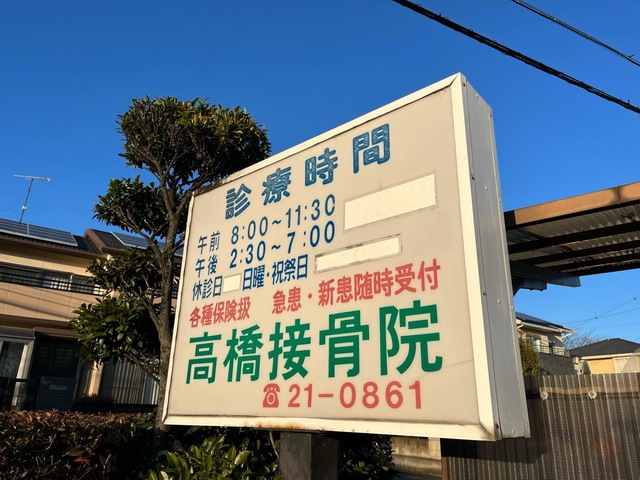 診療時間
午前 8:00~11:30
午後 2:30~7:00
休診日 日曜・祝祭日
各種保険扱 急患・新患随時受付
高橋接骨院
☎21-0861